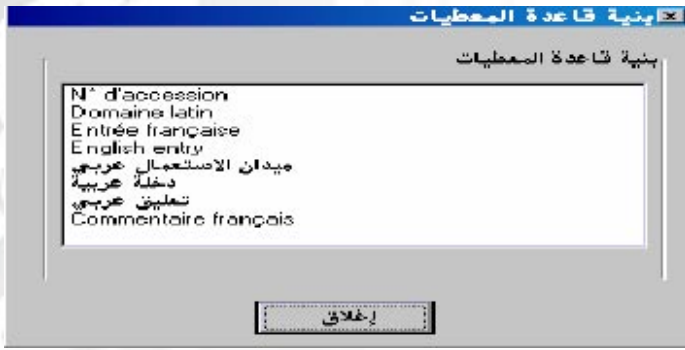 بنية قاعدة المعطيات
بنية قاعدة المعطيات
N° d'accession
Domaine latin
Entrée française
English entry
ميدان الاستعمال عربي
دخلة عربية
تعليق عربي
Commentaire français
إغلاق